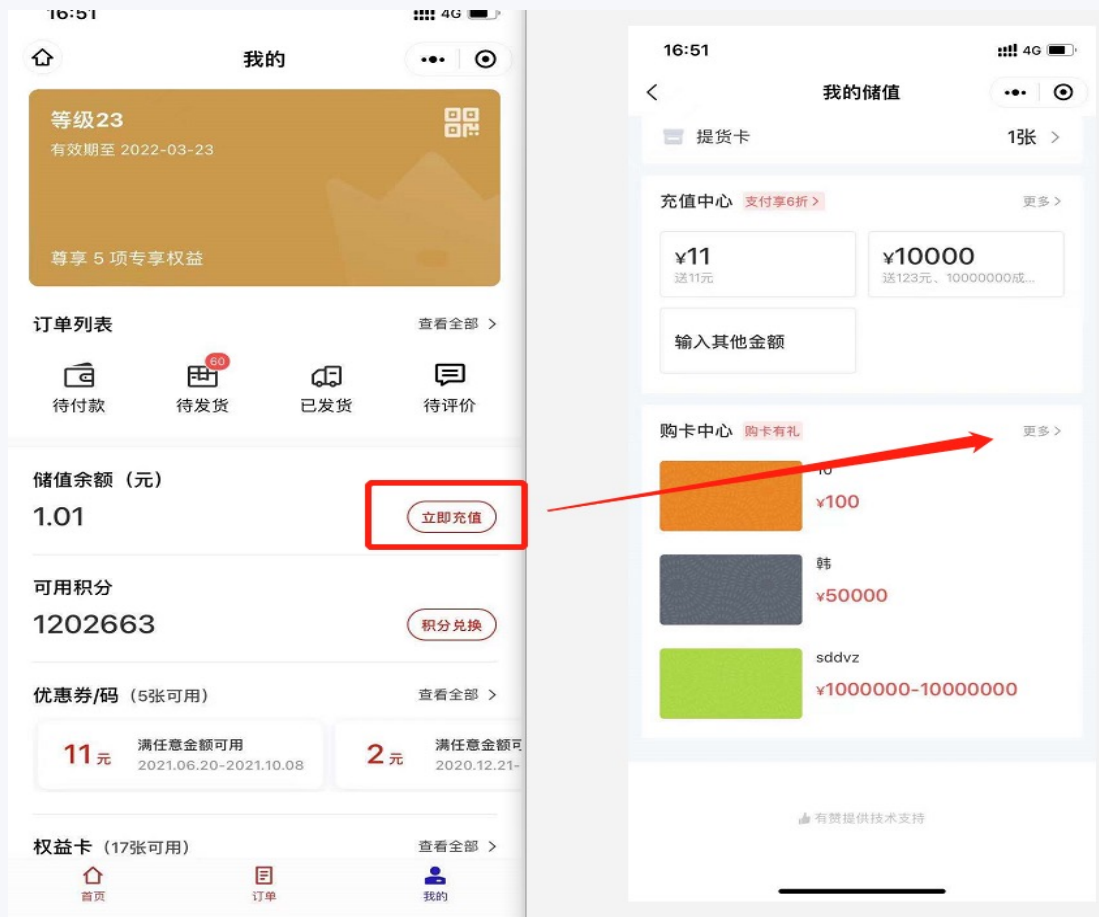 16:51
4G
我的
等级23
有效期至 2022-03-23
尊享 5 项专享权益
订单列表
查看全部
60
待付款
待发货
已发货
待评价
储值余额（元）
1.01
立即充值
可用积分
1202663
积分兑换
优惠券/码（5张可用）
查看全部
11元
满任意金额可用
2021.06.20-2021.10.08
2元
满任意金额可
2020.12.21-
权益卡（17张可用）
查看全部
首页
订单
我的
16:51
4G
我的储值
提货卡
1张
充值中心
支付享6折
更多
¥11
送11元
¥10000
送123元、10000000成...
输入其他金额
购卡中心
购卡有礼
更多
¥100
韩
¥50000
sddvz
¥1000000-10000000
有赞提供技术支持